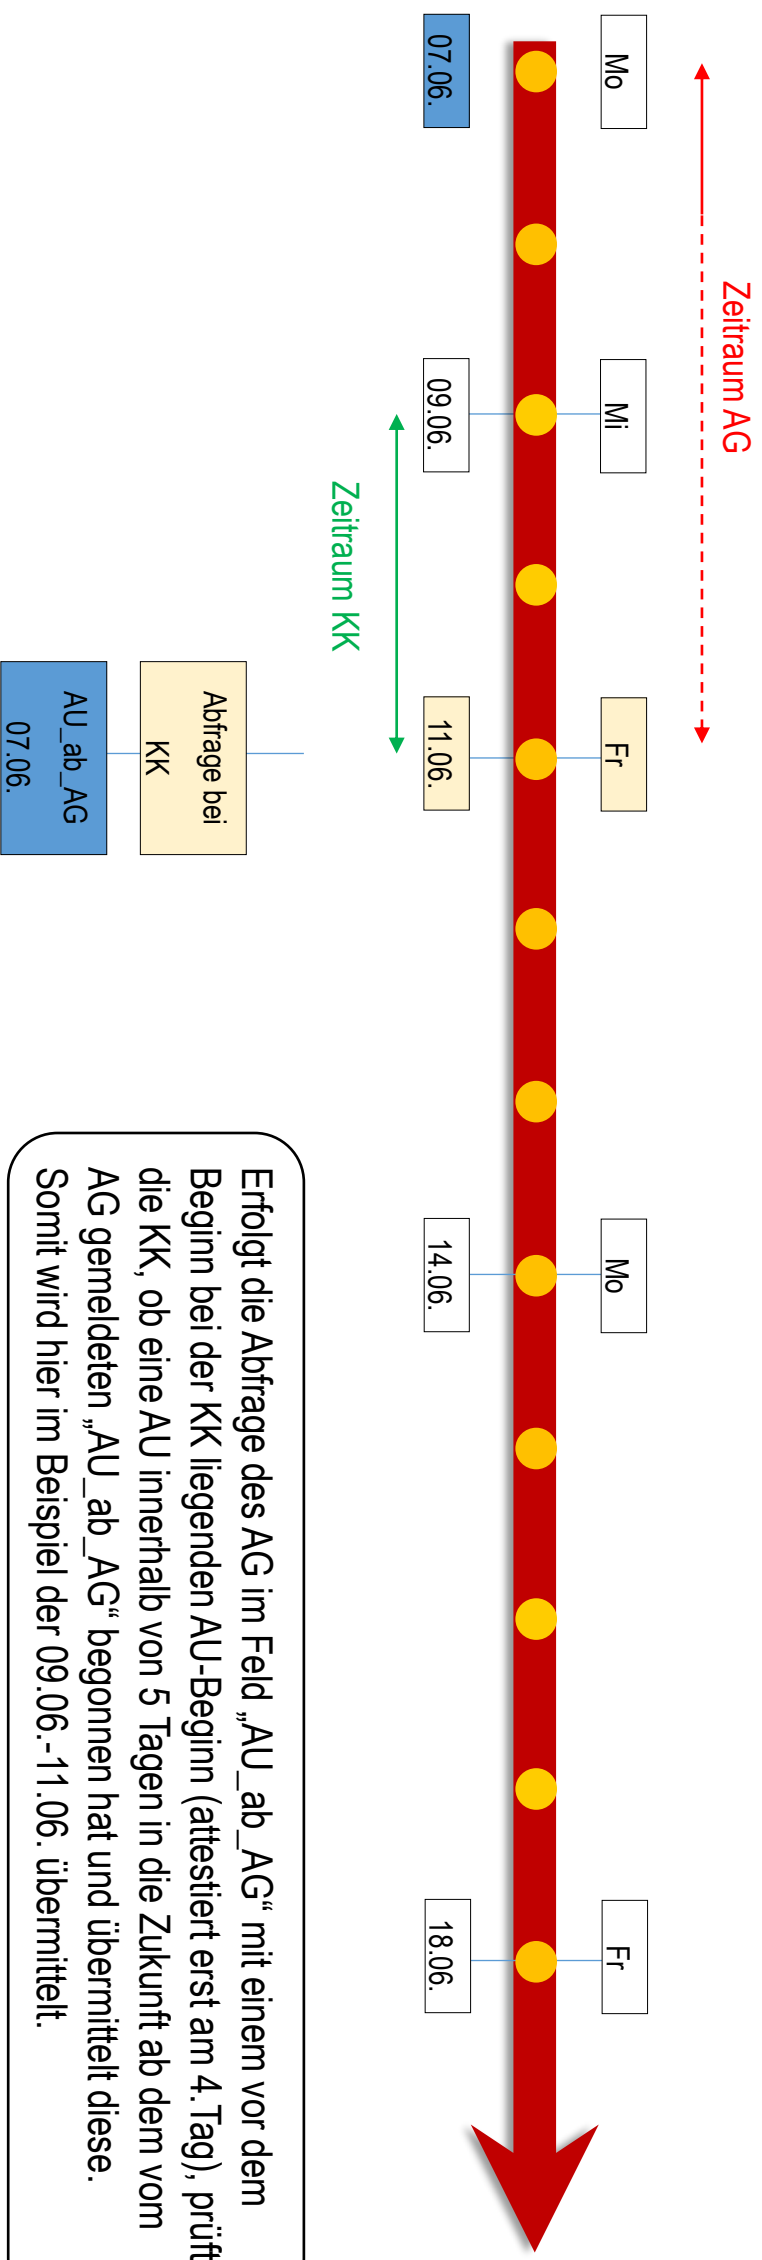 Zeitraum AG
Mo
Mi
Fr
Mo
Fr
07.06.
09.06.
11.06.
14.06.
18.06.
Zeitraum KK
Abfrage bei
KK
AU_ab_AG
07.06.
Erfolgt die Abfrage des AG im Feld „AU_ab_AG“ mit einem vor dem
Beginn bei der KK liegenden AU-Beginn (attestiert erst am 4.Tag), prüft
die KK, ob eine AU innerhalb von 5 Tagen in die Zukunft ab dem vom
AG gemeldeten „AU_ab_AG“ begonnen hat und übermittelt diese.
Somit wird hier im Beispiel der 09.06.-11.06. übermittelt.